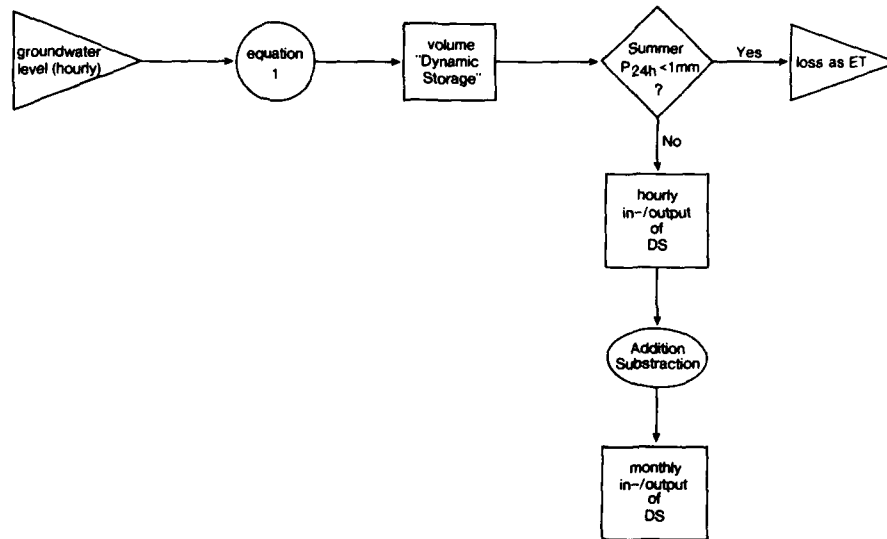 groundwater
level (hourly)
equation
1
volume
"Dynamic
Storage"
Summer
P24h <1mm
?
Yes
loss as ET
No
hourly
in-/output
of
DS
Addition
Substraction
monthly
in-/output
of
DS